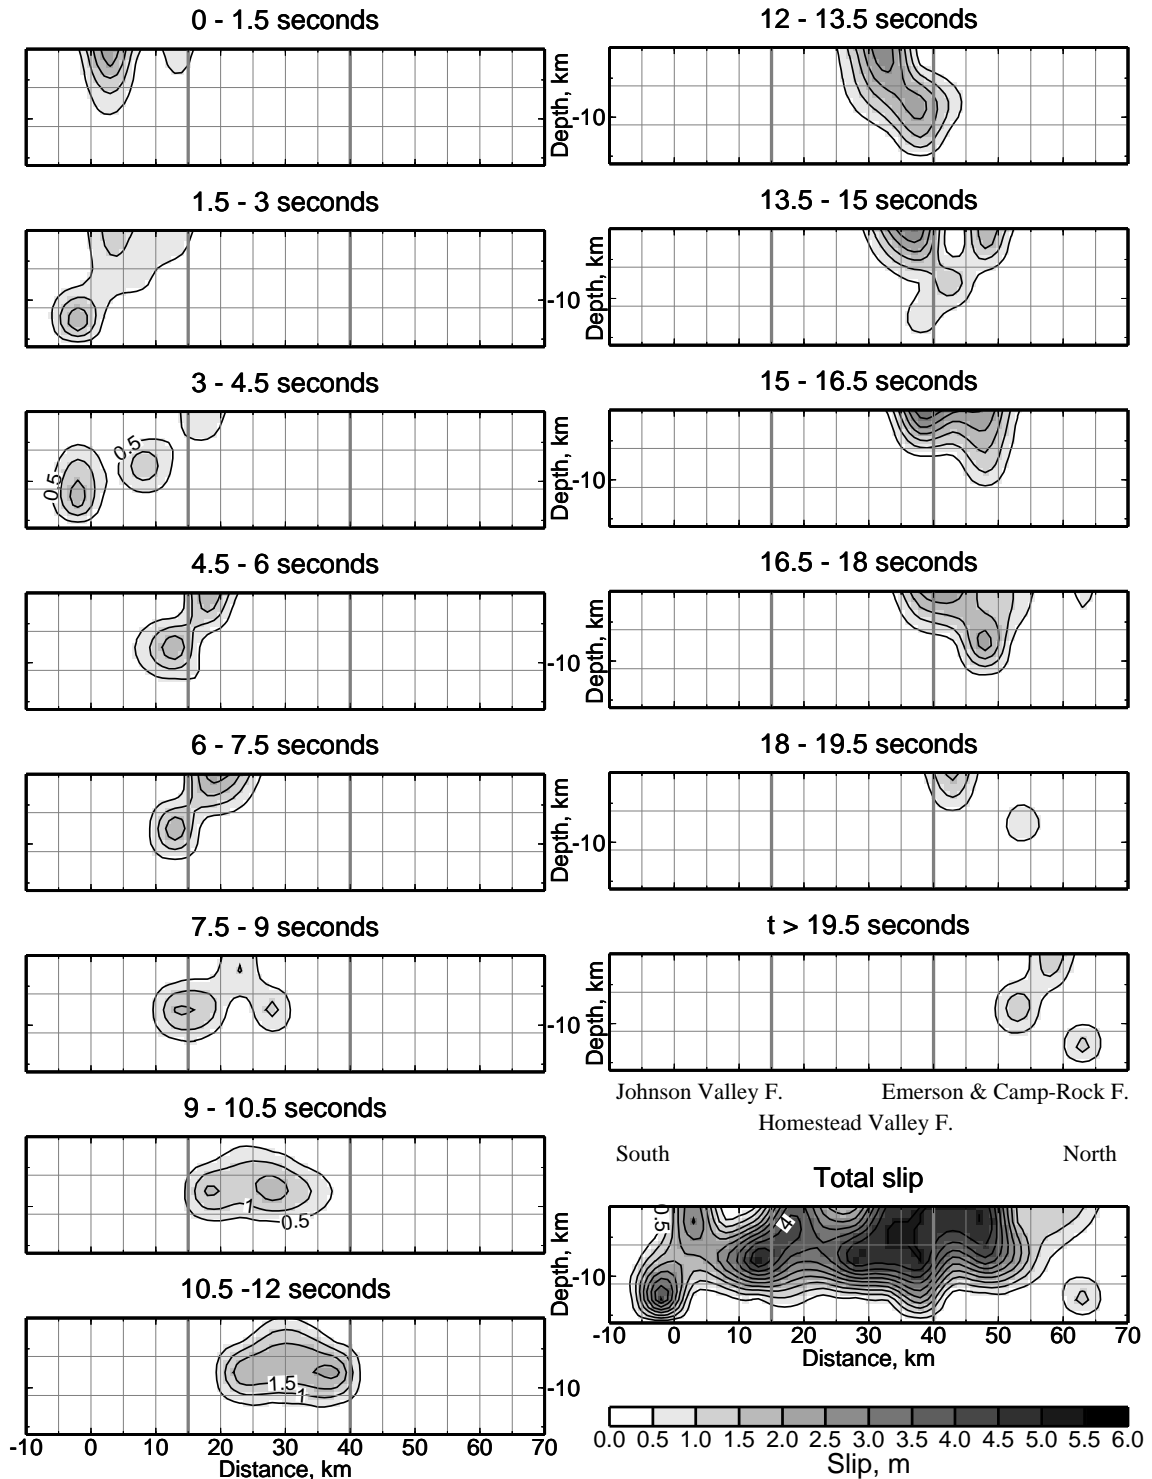 0 - 1.5 seconds
Depth, km
1.5 - 3 seconds
-10
3 - 4.5 seconds
0.5
0.5
Depth, km
4.5 - 6 seconds
-10
6 - 7.5 seconds
Depth, km
7.5 - 9 seconds
-10
9 - 10.5 seconds
1
0.5
Depth, km
10.5 -12 seconds
1.5
1
-10
-10 0 10 20 30 40 50 60 70
Distance, km
12 - 13.5 seconds
-10
13.5 - 15 seconds
Depth, km
15 - 16.5 seconds
-10
16.5 - 18 seconds
Depth, km
18 - 19.5 seconds
-10
t > 19.5 seconds
Depth, km
Johnson Valley F. Emerson & Camp-Rock F.
Homestead Valley F.
South North
Total slip
0.5
4
-10
-10 0 10 20 30 40 50 60 70
Distance, km
0.0 0.5 1.0 1.5 2.0 2.5 3.0 3.5 4.0 4.5 5.0 5.5 6.0
Slip, m